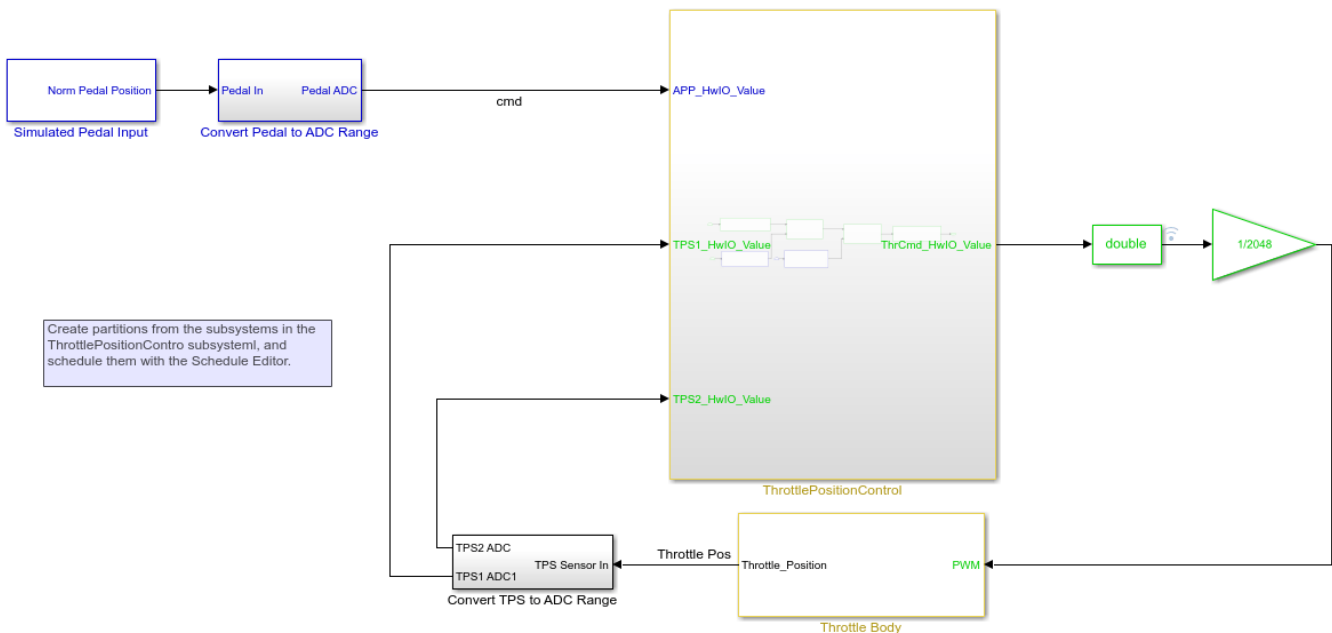 Norm Pedal Position
Simulated Pedal Input
Pedal In
Pedal ADC
Convert Pedal to ADC Range
cmd
APP_HwIO_Value
TPS1_HwIO_Value
ThrCmd_HwIO_Value
TPS2_HwIO_Value
ThrottlePositionControl
double
1/2048
Create partitions from the subsystems in the
ThrottlePositionContro subsysteml, and
schedule them with the Schedule Editor.
TPS2 ADC
TPS1 ADC1
TPS Sensor In
Convert TPS to ADC Range
Throttle Pos
Throttle_Position
PWM
Throttle Body